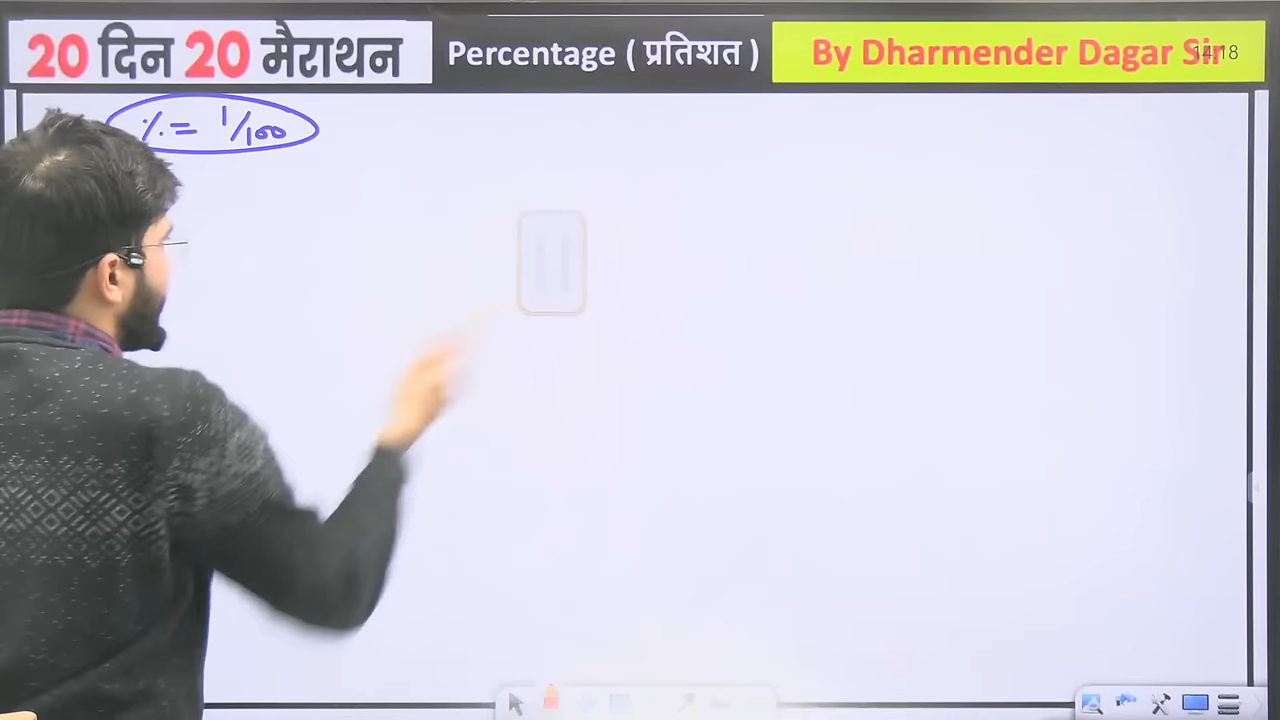 20 दिन 20 मैराथन
Percentage ( प्रतिशत )
By Dharmender Dagar Sir
14:18
% = 1/100